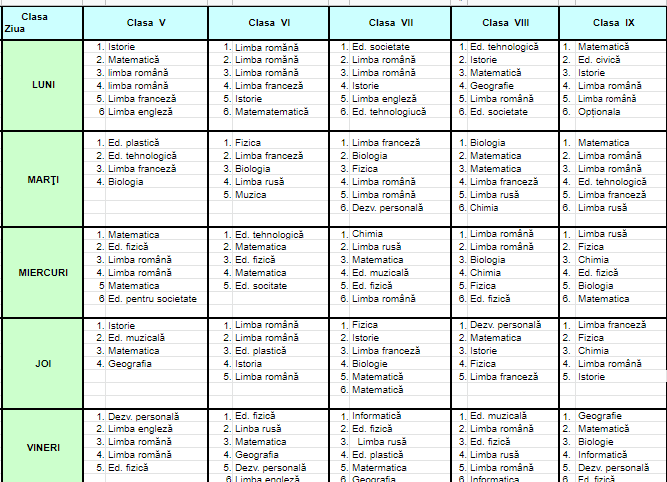 Clasa
Ziua
Clasa V
Clasa VI
Clasa VII
Clasa VIII
Clasa IX
LUNI
1. Istorie
2. Matematică
3. limba română
4. limba română
5. Limba franceză
6 Limba engleză
1. Limba română
2. Limba română
3. Limba română
4. Limba franceză
5. Istorie
6. Matematematică
1. Ed. societate
2. Limba română
3. Limba română
4. Istorie
5. Limba engleză
6. Ed. tehnologiucă
1. Ed. tehnologică
2. Istorie
3. Matematică
4. Geografie
5. Limba română
6. Ed. societate
1. Matematică
2. Ed. civică
3. Istorie
4. Limba română
5. Limba română
6. Opționala
MARŢI
1. Ed. plastică
2. Ed. tehnologică
3. Limba franceză
4. Biologia
1. Fizica
2. Limba franceză
3. Biologia
4. Limba rusă
5. Muzica
1. Limba franceză
2. Biologia
3. Fizica
4. Limba română
5. Limba română
6. Dezv. personală
1. Biologia
2. Matematica
3. Matematica
4. Limba franceză
5. Limba rusă
6. Chimia
1. Matematica
2. Limba română
3. Limba română
4. Ed. tehnologică
5. Limba franceză
6. Limba rusă
MIERCURI
1. Matematica
2. Ed. fizică
3. Limba română
4. Limba română
5 Matematica
6 Ed. pentru societate
1. Ed. tehnologică
2. Matematica
3. Ed. fizică
4. Matematica
5. Ed. socitate
1. Chimia
2. Limba rusă
3. Matematica
4. Ed. muzicală
5. Ed. fizică
6. Limba română
1. Limba română
2. Limba română
3. Biologia
4. Chimia
5. Fizica
6. Ed. fizică
1. Limba rusă
2. Fizica
3. Chimia
4. Ed. fizică
5. Biologia
6. Matematica
JOI
1. Istorie
2. Ed. muzicală
3. Matematica
4. Geografia
1. Limba română
2. Limba română
3. Ed. plastică
4. Istoria
5. Limba română
1. Fizica
2. Istorie
3. Limba franceză
4. Biologie
5. Matematică
6. Matematică
1. Dezv. personală
2. Matematica
3. Istorie
4. Fizica
5. Limba franceză
1. Limba franceză
2. Fizica
3. Chimia
4. Limba română
5. Istorie
VINERI
1. Dezv. personală
2. Limba engleză
3. Limba română
4. Limba română
5. Ed. fizică
1. Ed. fizică
2. Linba rusă
3. Matematica
4. Geografia
5. Dezv. personală
6 Limba engleză
1. Informatică
2. Ed. fizică
3. Limba rusă
4. Ed. plastică
5. Matermatica
6. Geografia
1. Ed. muzicală
2. Limba română
3. Ed. fizică
4. Limba rusă
5. Limba română
6. Informatica
1. Geografie
2. Matematică
3. Biologie
4. Informatică
5. Dezv. personală
6. Ed. fizică